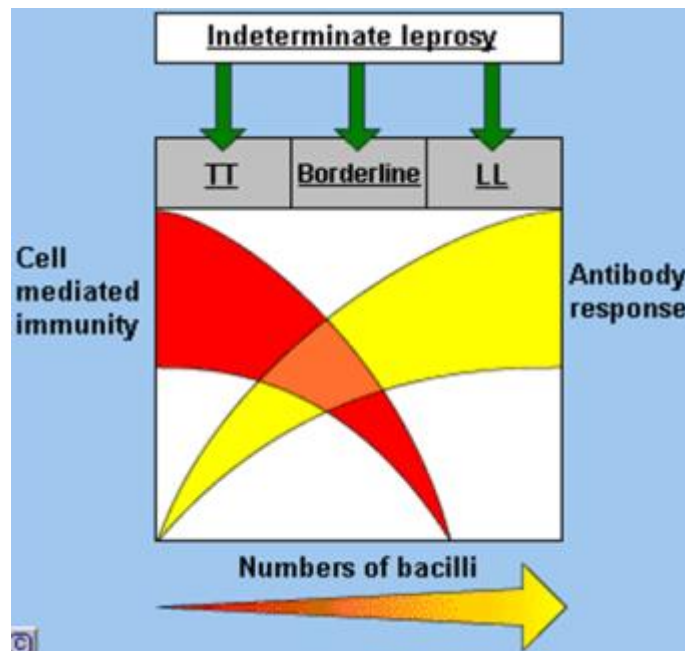 Indeterminate leprosy
TT
Borderline
LL
Cell
mediated
immunity
Antibody
response
Numbers of bacilli
©